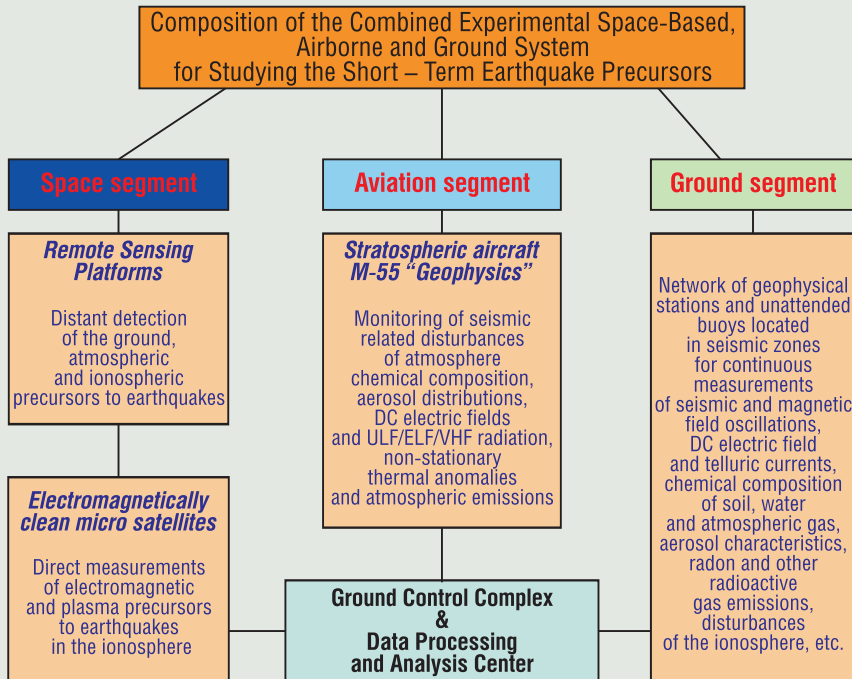 Composition of the Combined Experimental Space-Based,
Airborne and Ground System
for Studying the Short – Term Earthquake Precursors
Space segment
Remote Sensing
Platforms
Distant detection
of the ground,
atmospheric
and ionospheric
precursors to earthquakes
Electromagnetically
clean micro satellites
Direct measurements
of electromagnetic
and plasma precursors
to earthquakes
in the ionosphere
Aviation segment
Stratospheric aircraft
M-55 “Geophysics”
Monitoring of seismic
related disturbances
of atmosphere
chemical composition,
aerosol distributions,
DC electric fields
and ULF/ELF/VHF radiation,
non-stationary
thermal anomalies
and atmospheric emissions
Ground Control Complex
&
Data Processing
and Analysis Center
Ground segment
Network of geophysical
stations and unattended
buoys located
in seismic zones
for continuous
measurements
of seismic and magnetic
field oscillations,
DC electric field
and telluric currents,
chemical composition
of soil, water
and atmospheric gas,
aerosol characteristics,
radon and other
radioactive
gas emissions,
disturbances
of the ionosphere, etc.